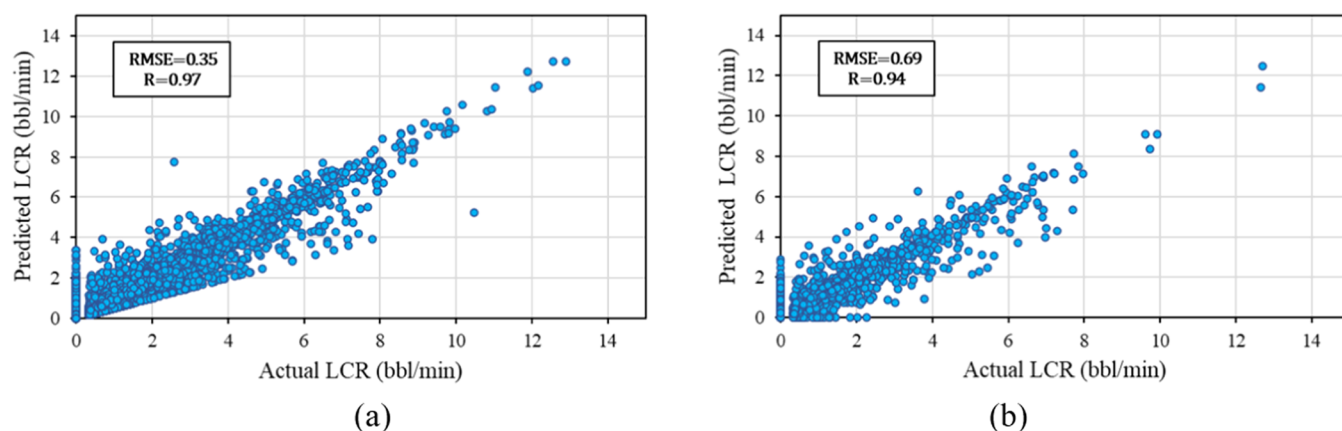 14
12
10
8
6
4
2
0
Predicted LCR (bbl/min)
RMSE=0.35
R=0.97
0 2 4 6 8 10 12 14
Actual LCR (bbl/min)
(a)
14
12
10
8
6
4
2
0
Predicted LCR (bbl/min)
RMSE=0.69
R=0.94
0 2 4 6 8 10 12 14
Actual LCR (bbl/min)
(b)